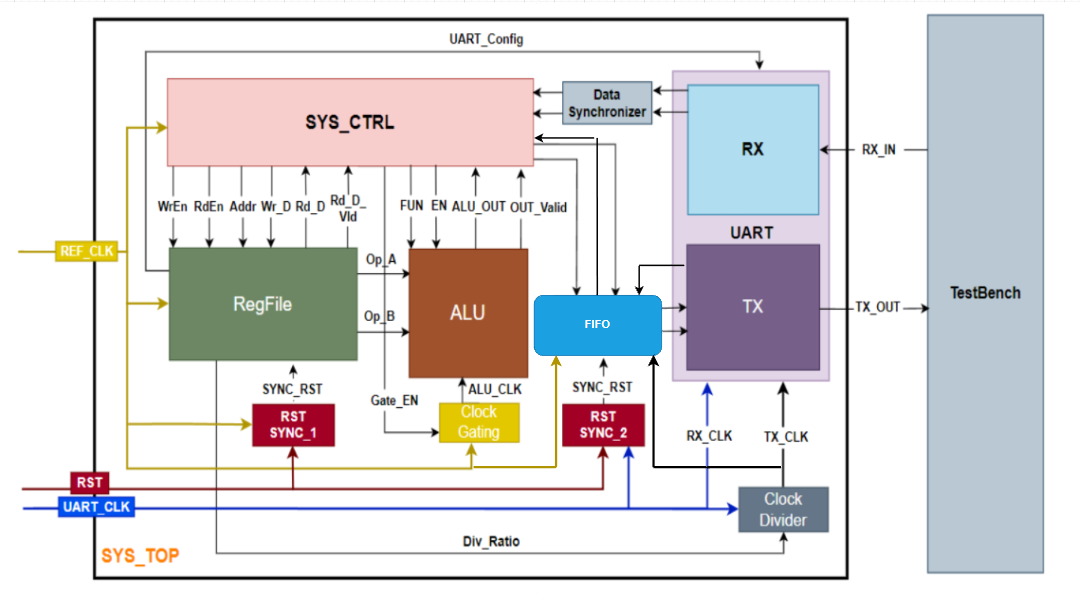 UART_Config
Data
Synchronizer
SYS_CTRL
RX
RX_IN
WrEn RdEn Addr Wr_D Rd_D Rd_D_
Vld
FUN EN ALU_OUT OUT_Valid
UART
REF_CLK
Op_A
RegFile
ALU
Op_B
FIFO
TX
TX_OUT
TestBench
SYNC_RST
ALU_CLK
SYNC_RST
Gate_EN
RST
SYNC_1
Clock
Gating
RST
SYNC_2
RX_CLK
TX_CLK
RST
UART_CLK
Clock
Divider
Div_Ratio
SYS_TOP